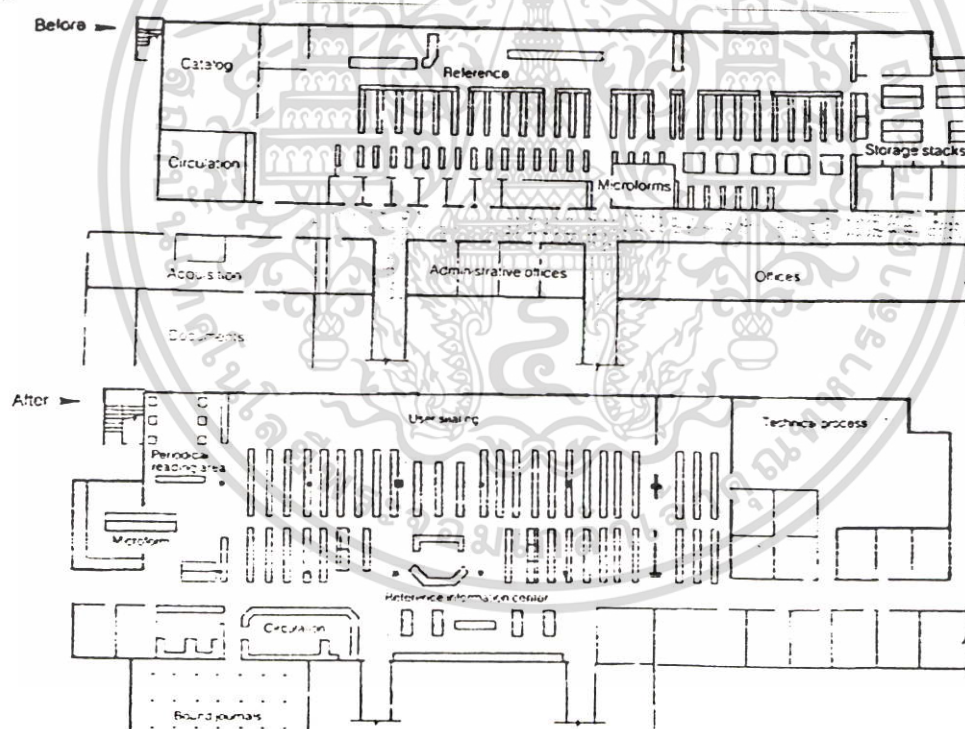 Before
Catalog
Reference
Circulation
Microforms
Storage stacks
Acquisition
Administrative offices
Offices
Documents
After
User seating
Technical process
Periodical
reading area
Microform
Reference information center
Circulation
Bound journals